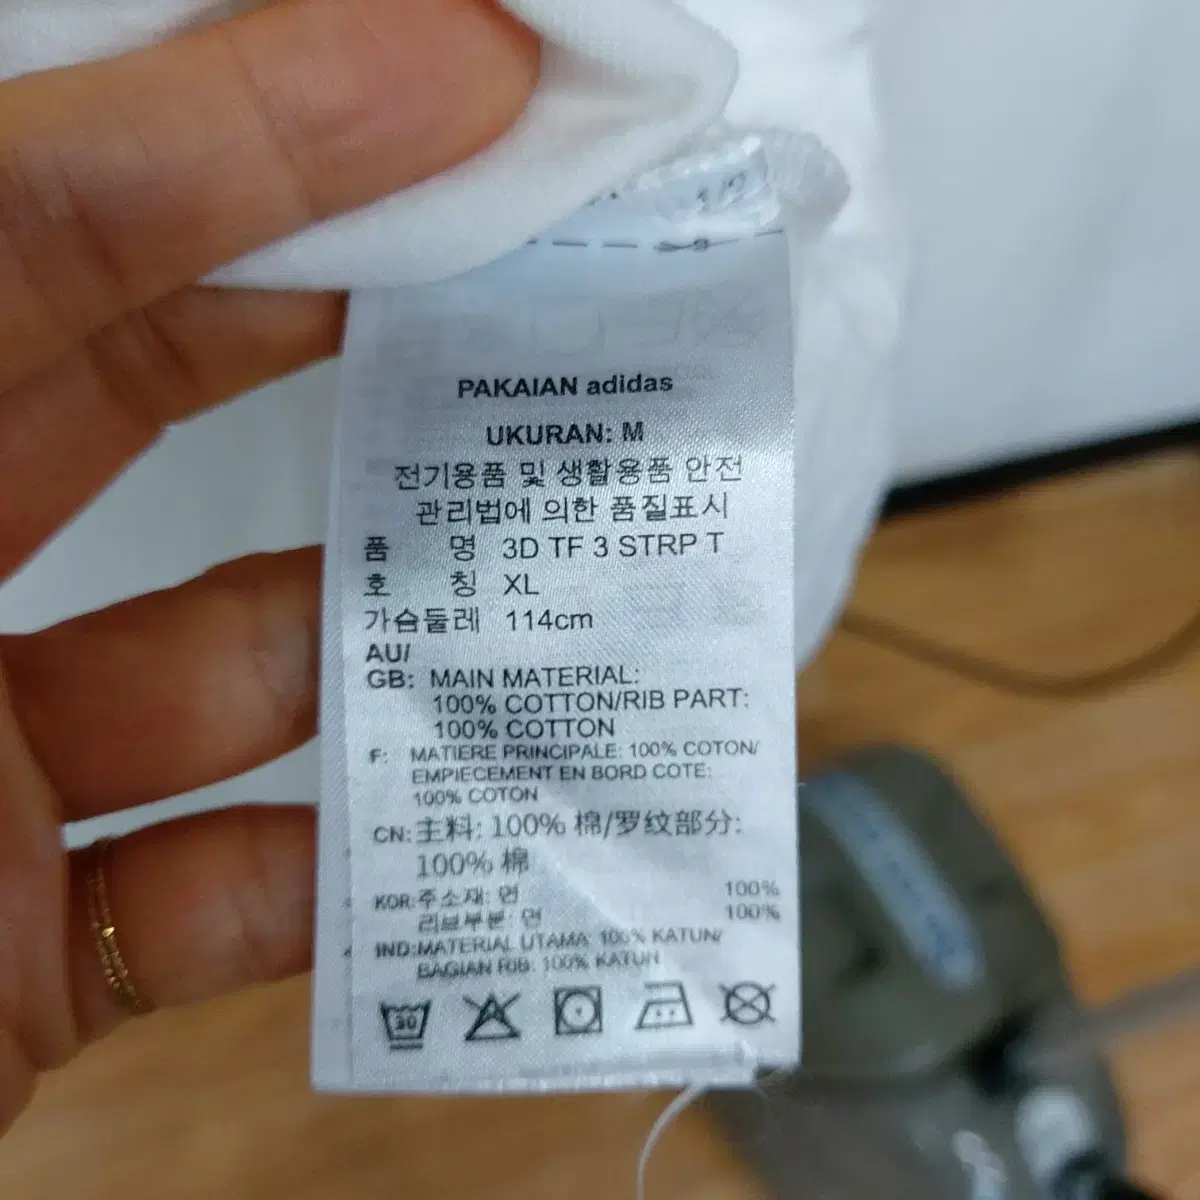 1/2
PAKAIAN adidas
UKURAN: M
전기용품 및 생활용품 안전
관리법에 의한 품질표시
품 명 3D TF 3 STRP T
호 칭 XL
가슴둘레 114cm
AU/
GB: MAIN MATERIAL:
100% COTTON/RIB PART:
100% COTTON
F: MATIERE PRINCIPALE: 100% COTON/
EMPIECEMENT EN BORD COTE:
100% COTON
CN: 主料: 100% 棉/罗纹部分:
100% 棉
KOR: 주소재: 면 100%
리브부분: 면 100%
IND: MATERIAL UTAMA: 100% KATUN/
BAGIAN RIB: 100% KATUN
30